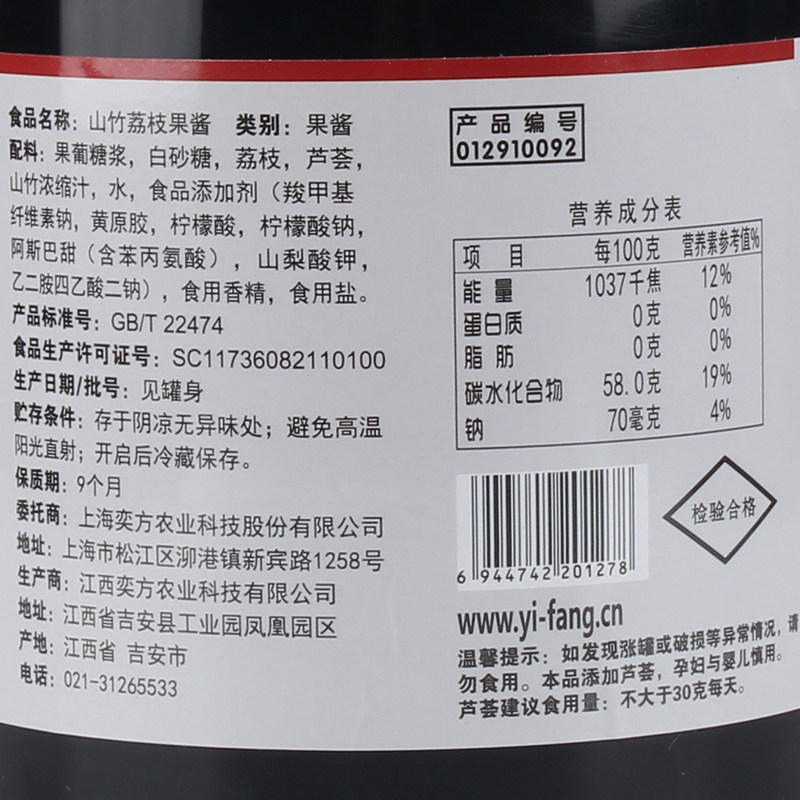 食品名称：山竹荔枝果酱 类别：果酱
配料：果葡糖浆，白砂糖，荔枝，芦荟，
山竹浓缩汁，水，食品添加剂（羧甲基
纤维素钠，黄原胶，柠檬酸，柠檬酸钠，
阿斯巴甜（含苯丙氨酸），山梨酸钾，
乙二胺四乙酸二钠），食用香精，食用盐。
产品标准号：GB/T 22474
食品生产许可证号：SC11736082110100
生产日期/批号：见罐身
贮存条件：存于阴凉无异味处；避免高温
阳光直射；开启后冷藏保存。
保质期：9个月
委托商：上海奕方农业科技股份有限公司
地址：上海市松江区泖港镇新宾路1258号
生产商：江西奕方农业科技有限公司
地址：江西省吉安县工业园凤凰园区
产地：江西省 吉安市
电话：021-31265533
产品编号
012910092
营养成分表
项 目 每100克 营养素参考值%
能 量 1037千焦 12%
蛋白质 0克 0%
脂 肪 0克 0%
碳水化合物 58.0克 19%
钠 70毫克 4%
检验合格
6 944742 201278
www.yi-fang.cn
温馨提示：如发现涨罐或破损等异常情况，请
勿食用。本品添加芦荟，孕妇与婴儿慎用。
芦荟建议食用量：不大于30克每天。